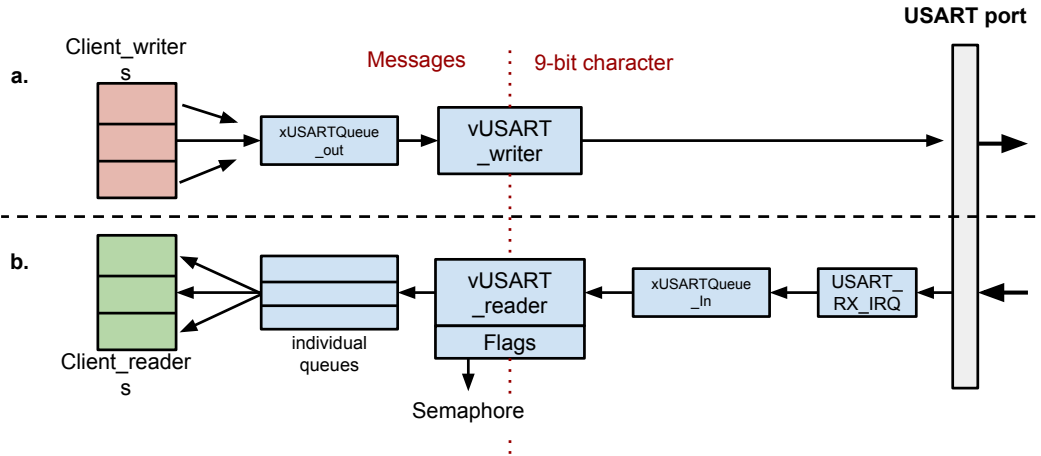 USART port
Client_writer
s
a.
Messages
9-bit character
xUSARTQueue
_out
vUSART
_writer
b.
vUSART
_reader
Flags
xUSARTQueue
_In
USART_
RX_IRQ
individual
queues
Client_reader
s
Semaphore